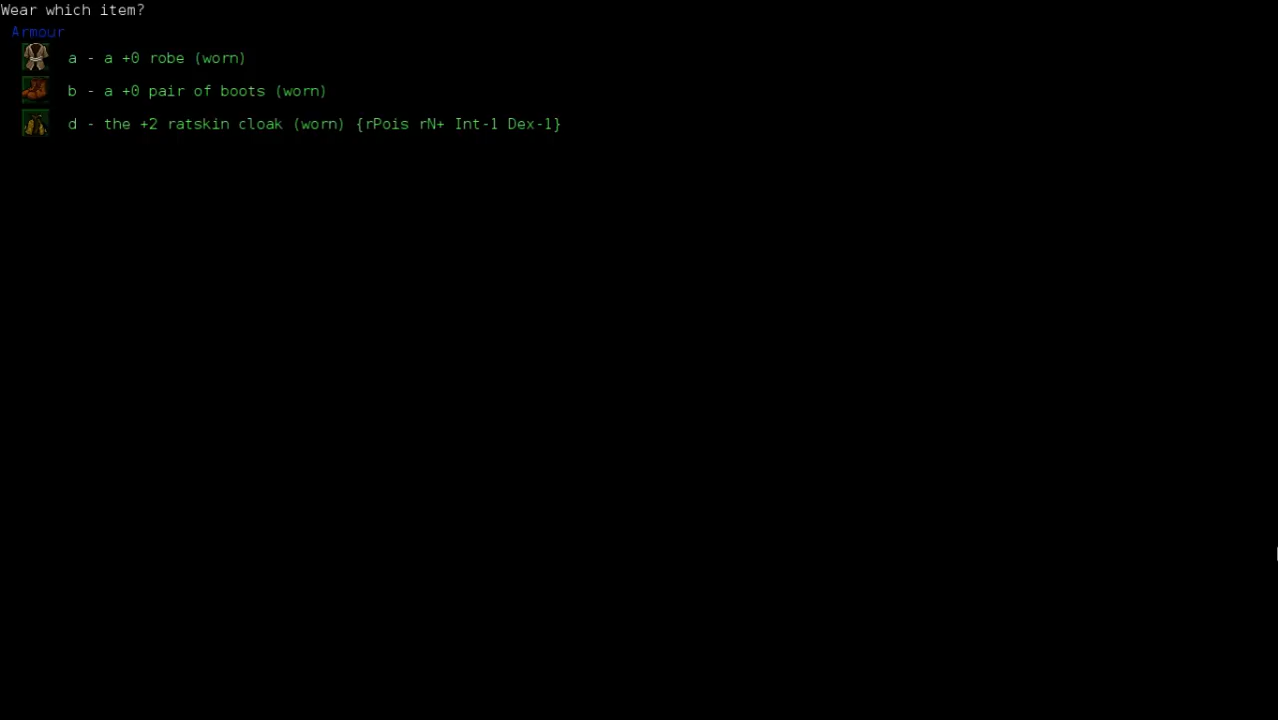 Wear which item?
Armour
a - a +0 robe (worn)
b - a +0 pair of boots (worn)
d - the +2 ratskin cloak (worn) {rPois rN+ Int-1 Dex-1}